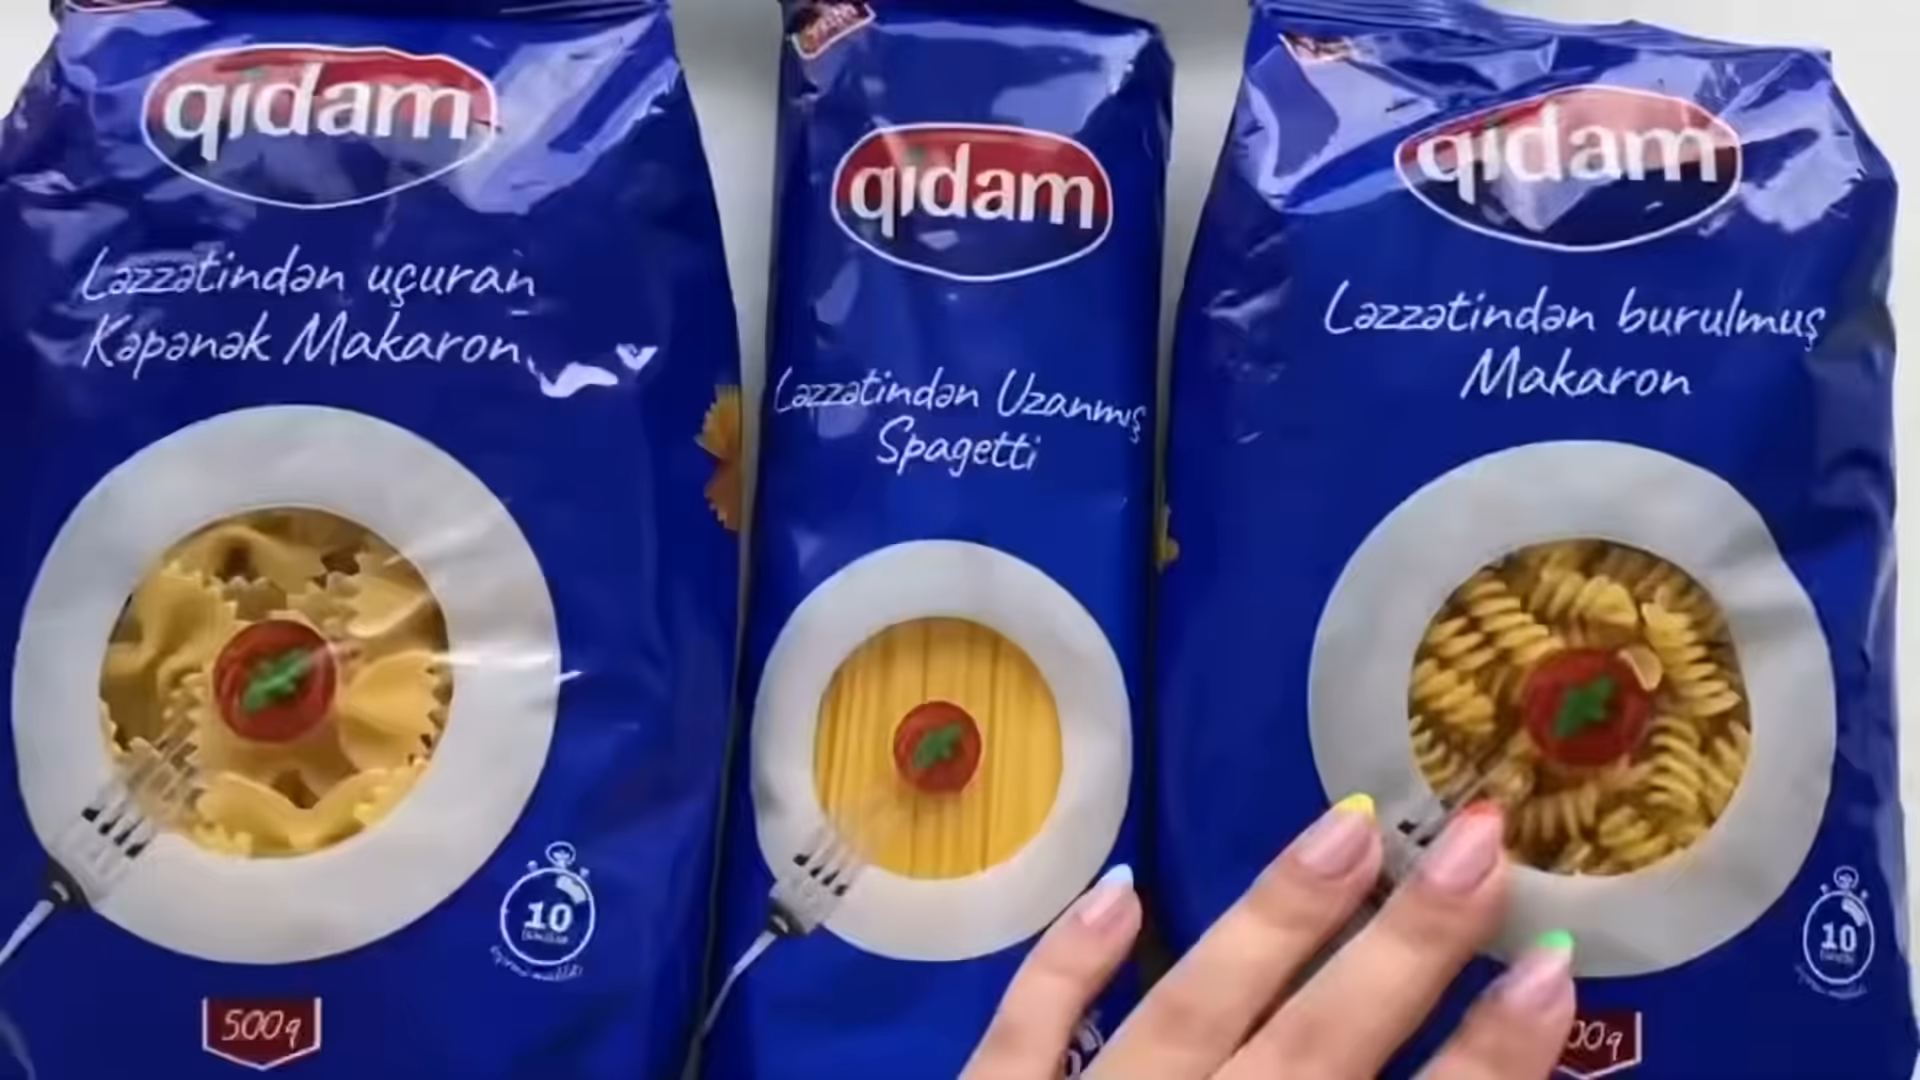 qidam
Ləzzətindən uçuran
Kəpənək Makaron
10
500q
qidam
Ləzzətindən Uzanmış
Spagetti
qidam
Ləzzətindən burulmuş
Makaron
10